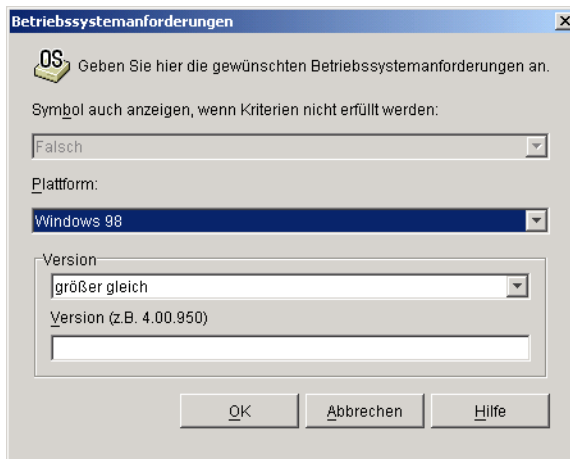 Betriebssystemanforderungen
OS
Geben Sie hier die gewünschten Betriebssystemanforderungen an.
Symbol auch anzeigen, wenn Kriterien nicht erfüllt werden:
Falsch
Plattform:
Windows 98
Version
größer gleich
Version (z.B. 4.00.950)
OK Abbrechen Hilfe